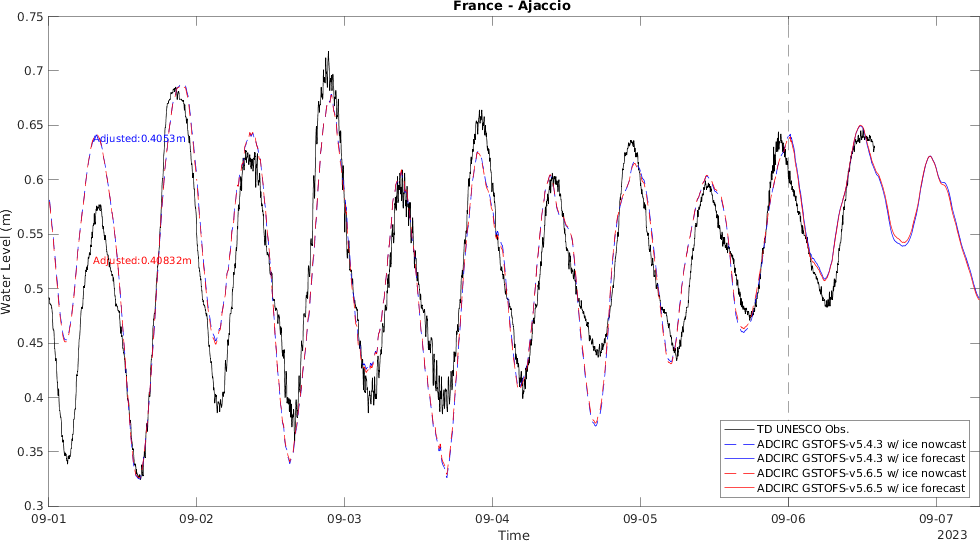 France - Ajaccio
0.75
0.7
0.65
0.6
0.55
0.5
0.45
0.4
0.35
0.3
Water Level (m)
Adjusted:0.4053m
Adjusted:0.40832m
TD UNESCO Obs.
ADCIRC GSTOFS-v5.4.3 w/ ice nowcast
ADCIRC GSTOFS-v5.4.3 w/ ice forecast
ADCIRC GSTOFS-v5.6.5 w/ ice nowcast
ADCIRC GSTOFS-v5.6.5 w/ ice forecast
09-01 09-02 09-03 09-04 09-05 09-06 09-07
Time
2023